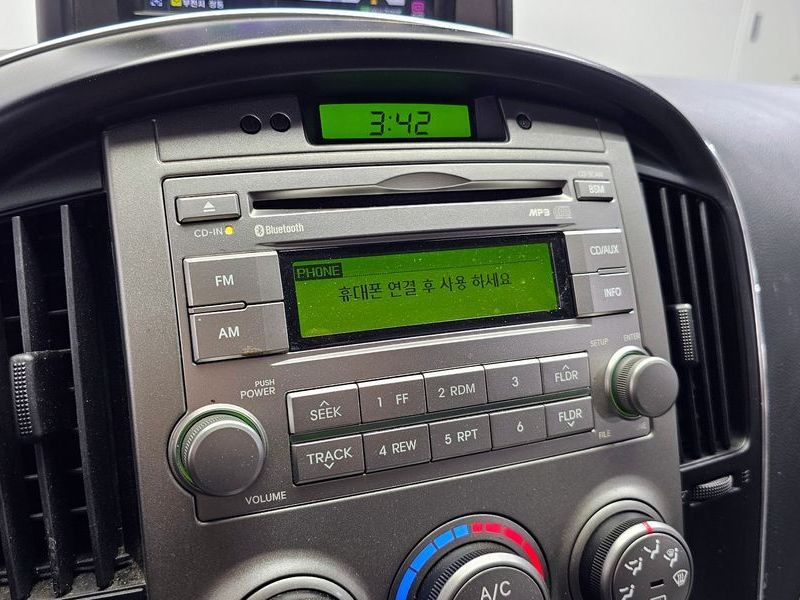 3:42
CD-SCAN
BSM
CD-IN
Bluetooth
MP3
FM
AM
PHONE
휴대폰 연결 후 사용 하세요
CD/AUX
INFO
PUSH
POWER
SETUP
ENTER
SEEK
1 FF
2 RDM
3
FLDR
TRACK
4 REW
5 RPT
6
FLDR
FILE
VOLUME
A/C